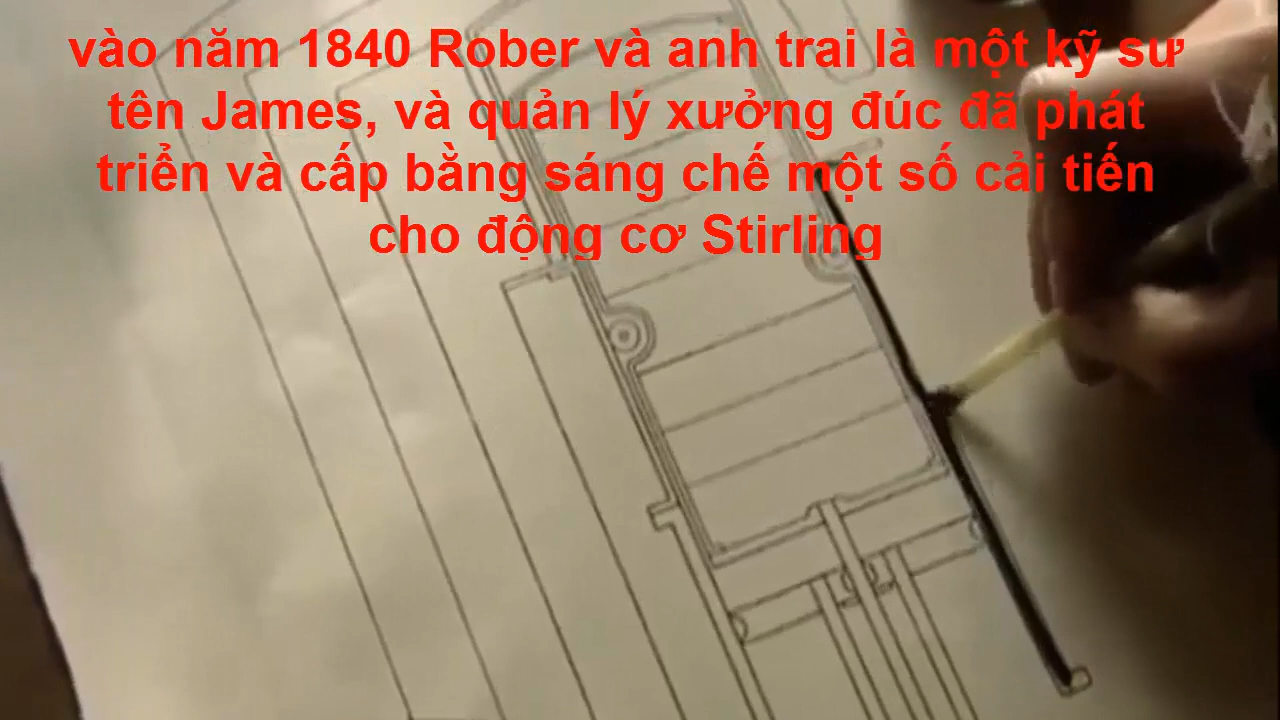 vào năm 1840 Rober và anh trai là một kỹ sư
tên James, và quản lý xưởng đúc đã phát
triển và cấp bằng sáng chế một số cải tiến
cho động cơ Stirling